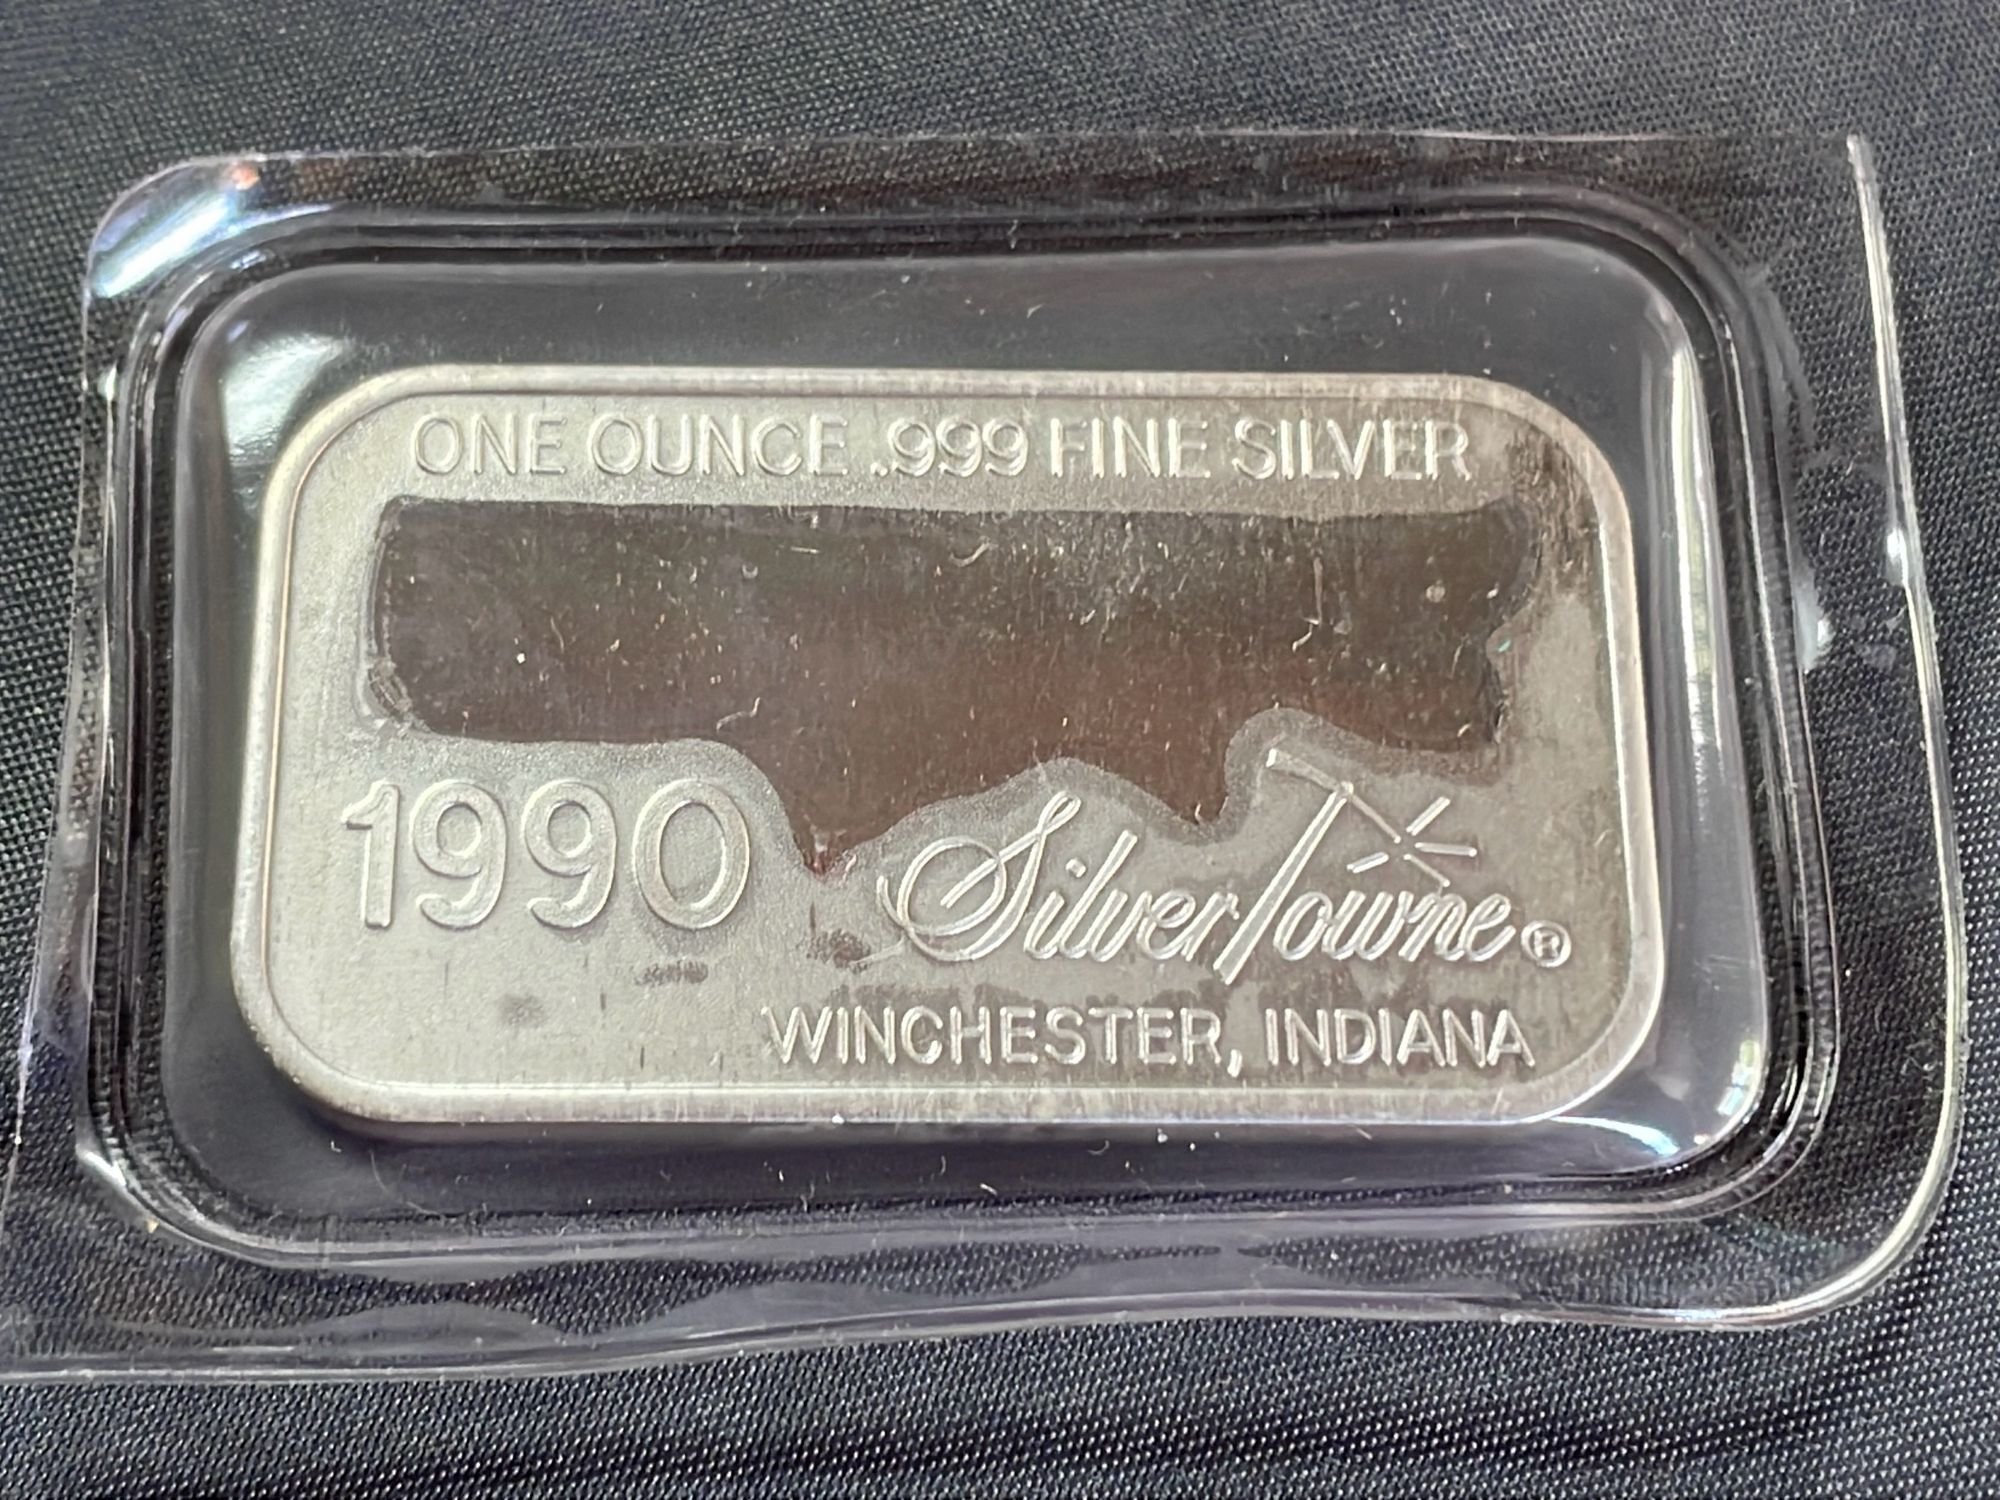 ONE OUNCE .999 FINE SILVER
1990
SilverTowne ®
WINCHESTER, INDIANA